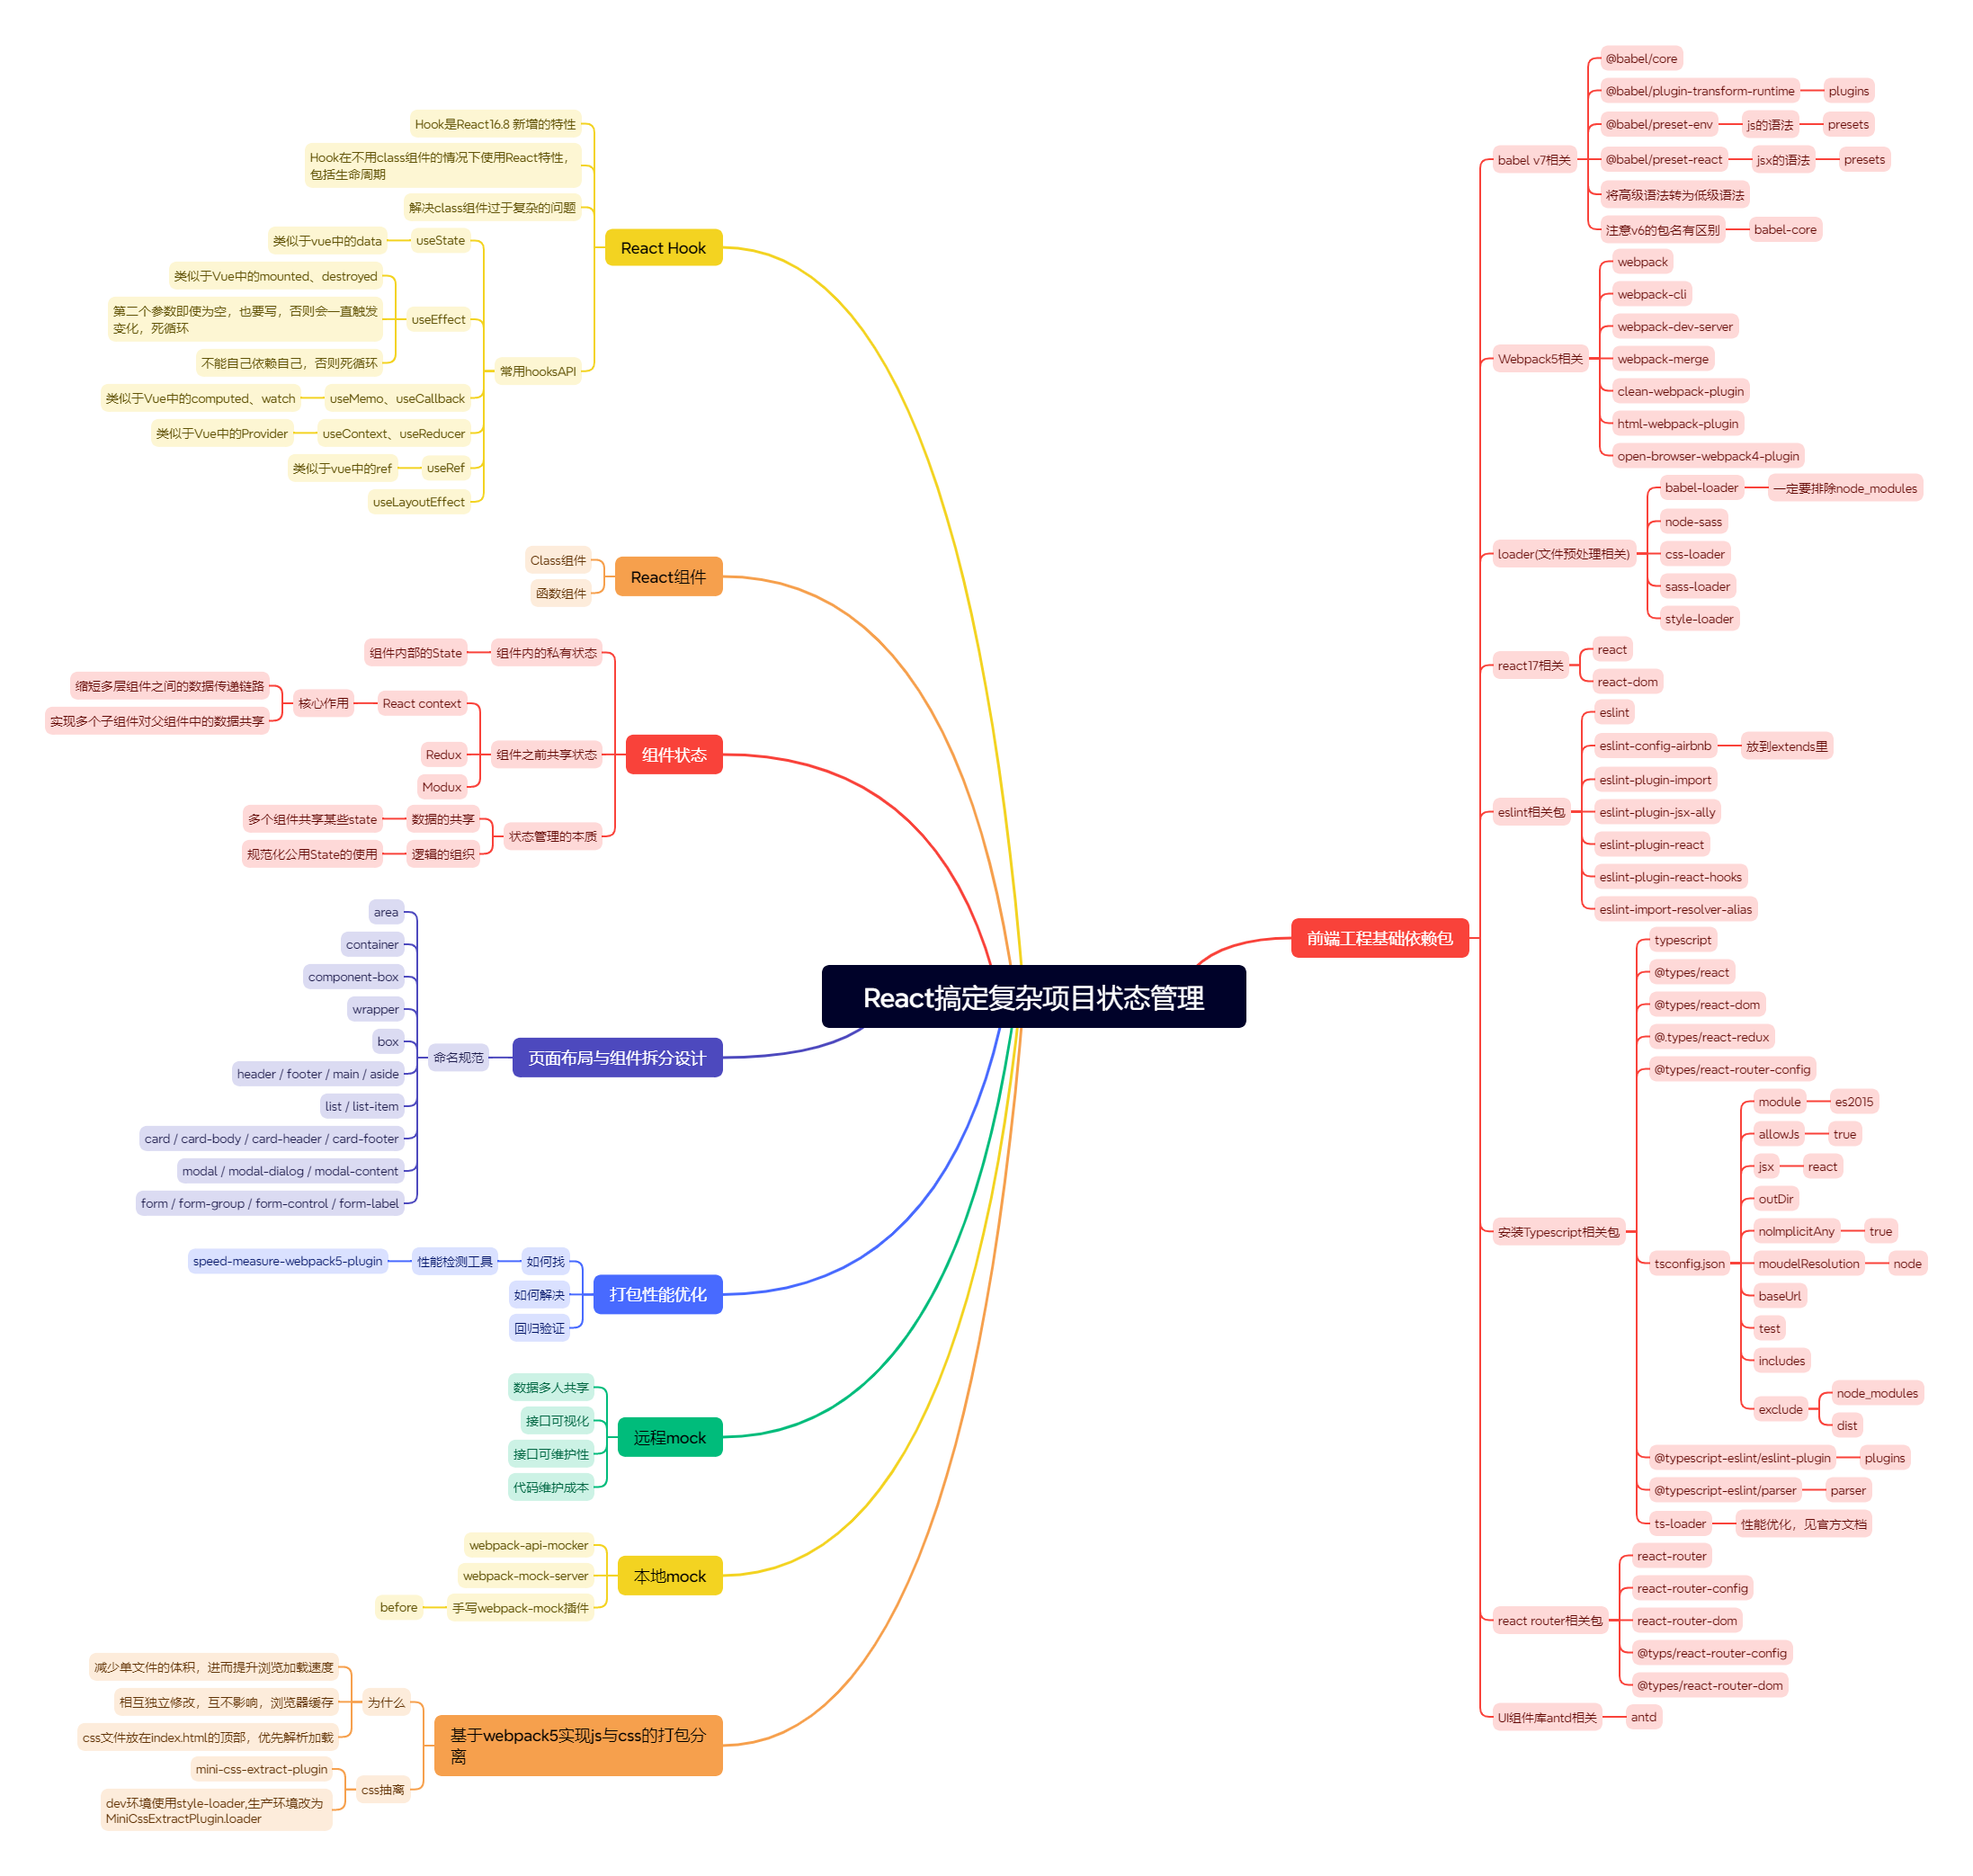 React搞定复杂项目状态管理
前端工程基础依赖包
babel v7相关
@babel/core
@babel/plugin-transform-runtime
plugins
@babel/preset-env
js的语法
presets
@babel/preset-react
jsx的语法
presets
将高级语法转为低级语法
注意v6的包名有区别
babel-core
Webpack5相关
webpack
webpack-cli
webpack-dev-server
webpack-merge
clean-webpack-plugin
html-webpack-plugin
open-browser-webpack4-plugin
loader(文件预处理相关)
babel-loader
一定要排除node_modules
node-sass
css-loader
sass-loader
style-loader
react17相关
react
react-dom
eslint相关包
eslint
eslint-config-airbnb
放到extends里
eslint-plugin-import
eslint-plugin-jsx-ally
eslint-plugin-react
eslint-plugin-react-hooks
eslint-import-resolver-alias
安装Typescript相关包
typescript
@types/react
@types/react-dom
@.types/react-redux
@types/react-router-config
tsconfig.json
module
es2015
allowJs
true
jsx
react
outDir
noImplicitAny
true
moudelResolution
node
baseUrl
test
includes
exclude
node_modules
dist
@typescript-eslint/eslint-plugin
plugins
@typescript-eslint/parser
parser
ts-loader
性能优化，见官方文档
react router相关包
react-router
react-router-config
react-router-dom
@typs/react-router-config
@types/react-router-dom
UI组件库antd相关
antd
React Hook
Hook是React16.8 新增的特性
Hook在不用class组件的情况下使用React特性，
包括生命周期
解决class组件过于复杂的问题
常用hooksAPI
useState
类似于vue中的data
useEffect
类似于Vue中的mounted、destroyed
第二个参数即使为空，也要写，否则会一直触发
变化，死循环
不能自己依赖自己，否则死循环
useMemo、useCallback
类似于Vue中的computed、watch
useContext、useReducer
类似于Vue中的Provider
useRef
类似于vue中的ref
useLayoutEffect
React组件
Class组件
函数组件
组件状态
组件内的私有状态
组件内部的State
组件之前共享状态
React context
核心作用
缩短多层组件之间的数据传递链路
实现多个子组件对父组件中的数据共享
Redux
Modux
状态管理的本质
数据的共享
多个组件共享某些state
逻辑的组织
规范化公用State的使用
页面布局与组件拆分设计
命名规范
area
container
component-box
wrapper
box
header / footer / main / aside
list / list-item
card / card-body / card-header / card-footer
modal / modal-dialog / modal-content
form / form-group / form-control / form-label
打包性能优化
如何找
性能检测工具
speed-measure-webpack5-plugin
如何解决
回归验证
远程mock
数据多人共享
接口可视化
接口可维护性
代码维护成本
本地mock
webpack-api-mocker
webpack-mock-server
手写webpack-mock插件
before
基于webpack5实现js与css的打包分
离
为什么
减少单文件的体积，进而提升浏览加载速度
相互独立修改，互不影响，浏览器缓存
css文件放在index.html的顶部，优先解析加载
css抽离
mini-css-extract-plugin
dev环境使用style-loader,生产环境改为
MiniCssExtractPlugin.loader